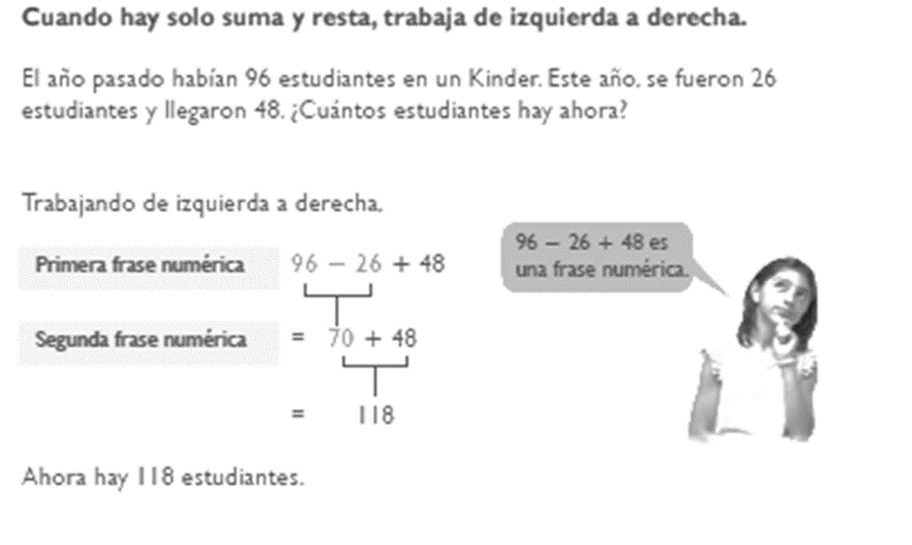 Cuando hay solo suma y resta, trabaja de izquierda a derecha.
El año pasado habían 96 estudiantes en un Kinder. Este año, se fueron 26
estudiantes y llegaron 48. ¿Cuántos estudiantes hay ahora?
Trabajando de izquierda a derecha,
Primera frase numérica 96 − 26 + 48
96 − 26 + 48 es
una frase numérica.
Segunda frase numérica = 70 + 48
= 118
Ahora hay 118 estudiantes.